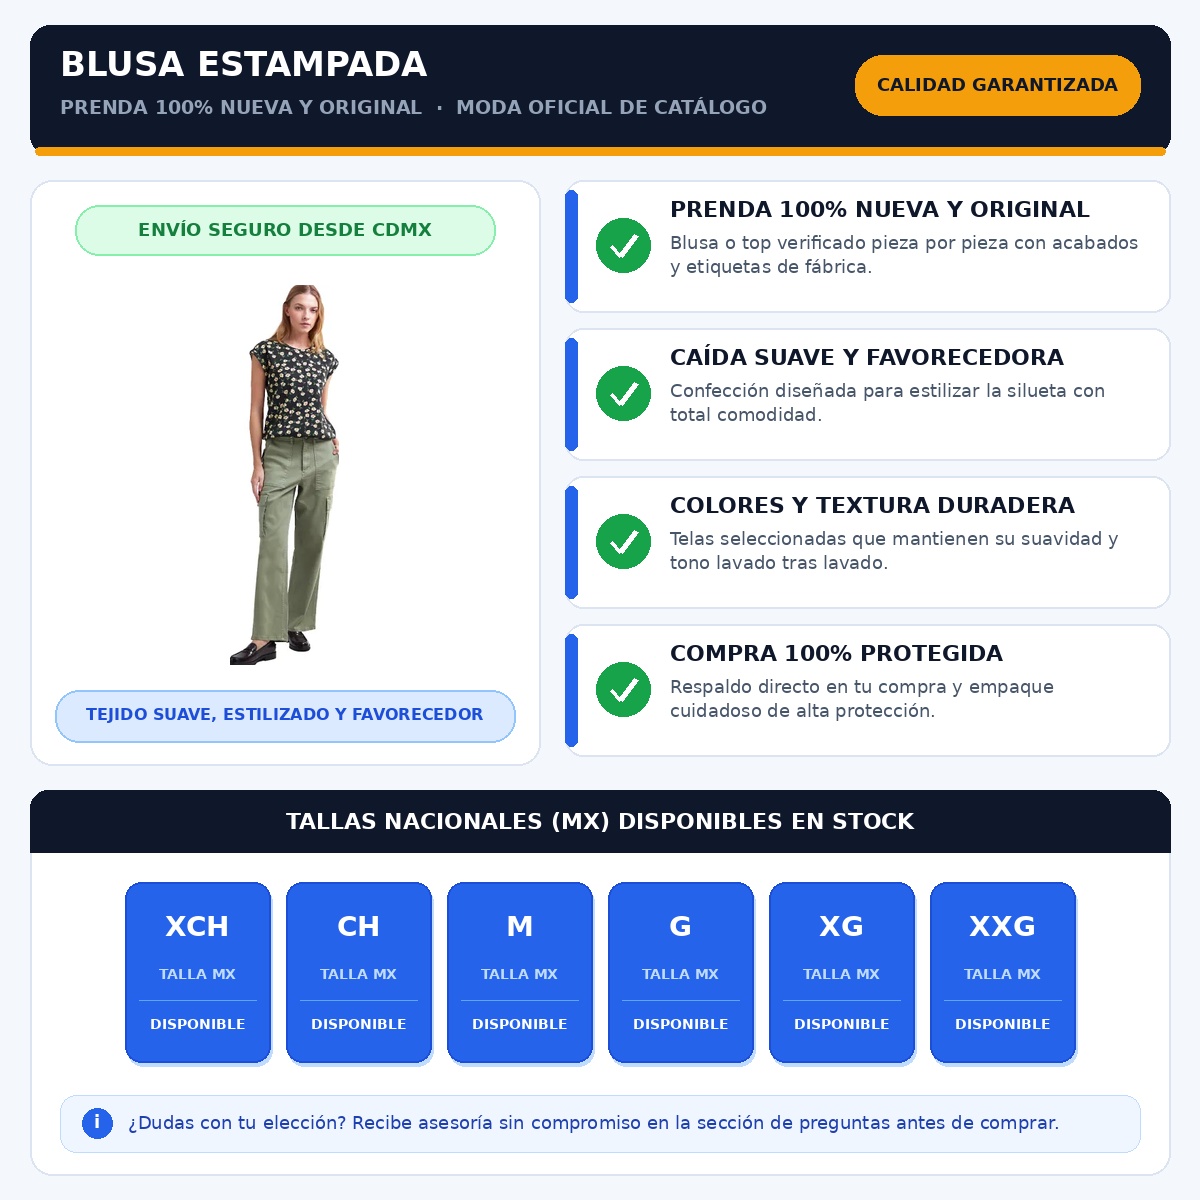 BLUSA ESTAMPADA
PRENDA 100% NUEVA Y ORIGINAL · MODA OFICIAL DE CATÁLOGO
CALIDAD GARANTIZADA
ENVÍO SEGURO DESDE CDMX
TEJIDO SUAVE, ESTILIZADO Y FAVORECEDOR
PRENDA 100% NUEVA Y ORIGINAL
Blusa o top verificado pieza por pieza con acabados
y etiquetas de fábrica.
CAÍDA SUAVE Y FAVORECEDORA
Confección diseñada para estilizar la silueta con
total comodidad.
COLORES Y TEXTURA DURADERA
Telas seleccionadas que mantienen su suavidad y
tono lavado tras lavado.
COMPRA 100% PROTEGIDA
Respaldo directo en tu compra y empaque
cuidadoso de alta protección.
TALLAS NACIONALES (MX) DISPONIBLES EN STOCK
XCH
TALLA MX
DISPONIBLE
CH
TALLA MX
DISPONIBLE
M
TALLA MX
DISPONIBLE
G
TALLA MX
DISPONIBLE
XG
TALLA MX
DISPONIBLE
XXG
TALLA MX
DISPONIBLE
i
¿Dudas con tu elección? Recibe asesoría sin compromiso en la sección de preguntas antes de comprar.